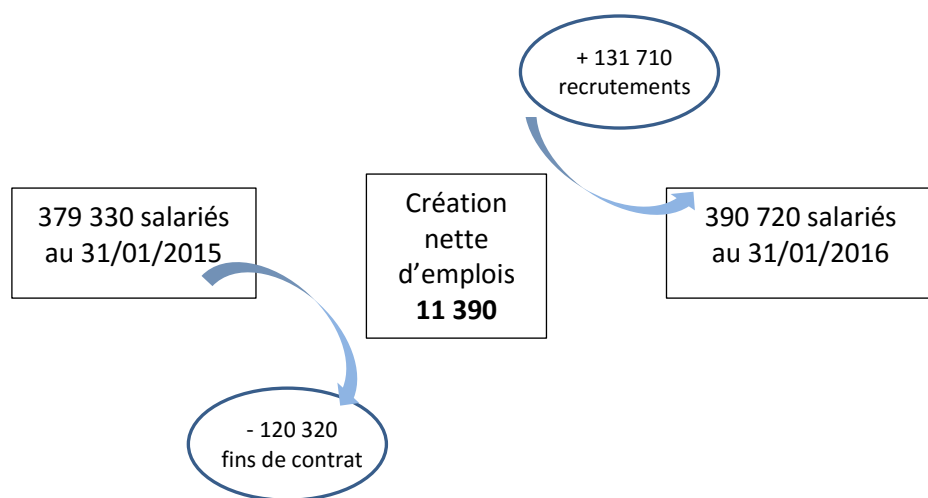 + 131 710
recrutements
379 330 salariés
au 31/01/2015
Création
nette
d’emplois
11 390
390 720 salariés
au 31/01/2016
- 120 320
fins de contrat